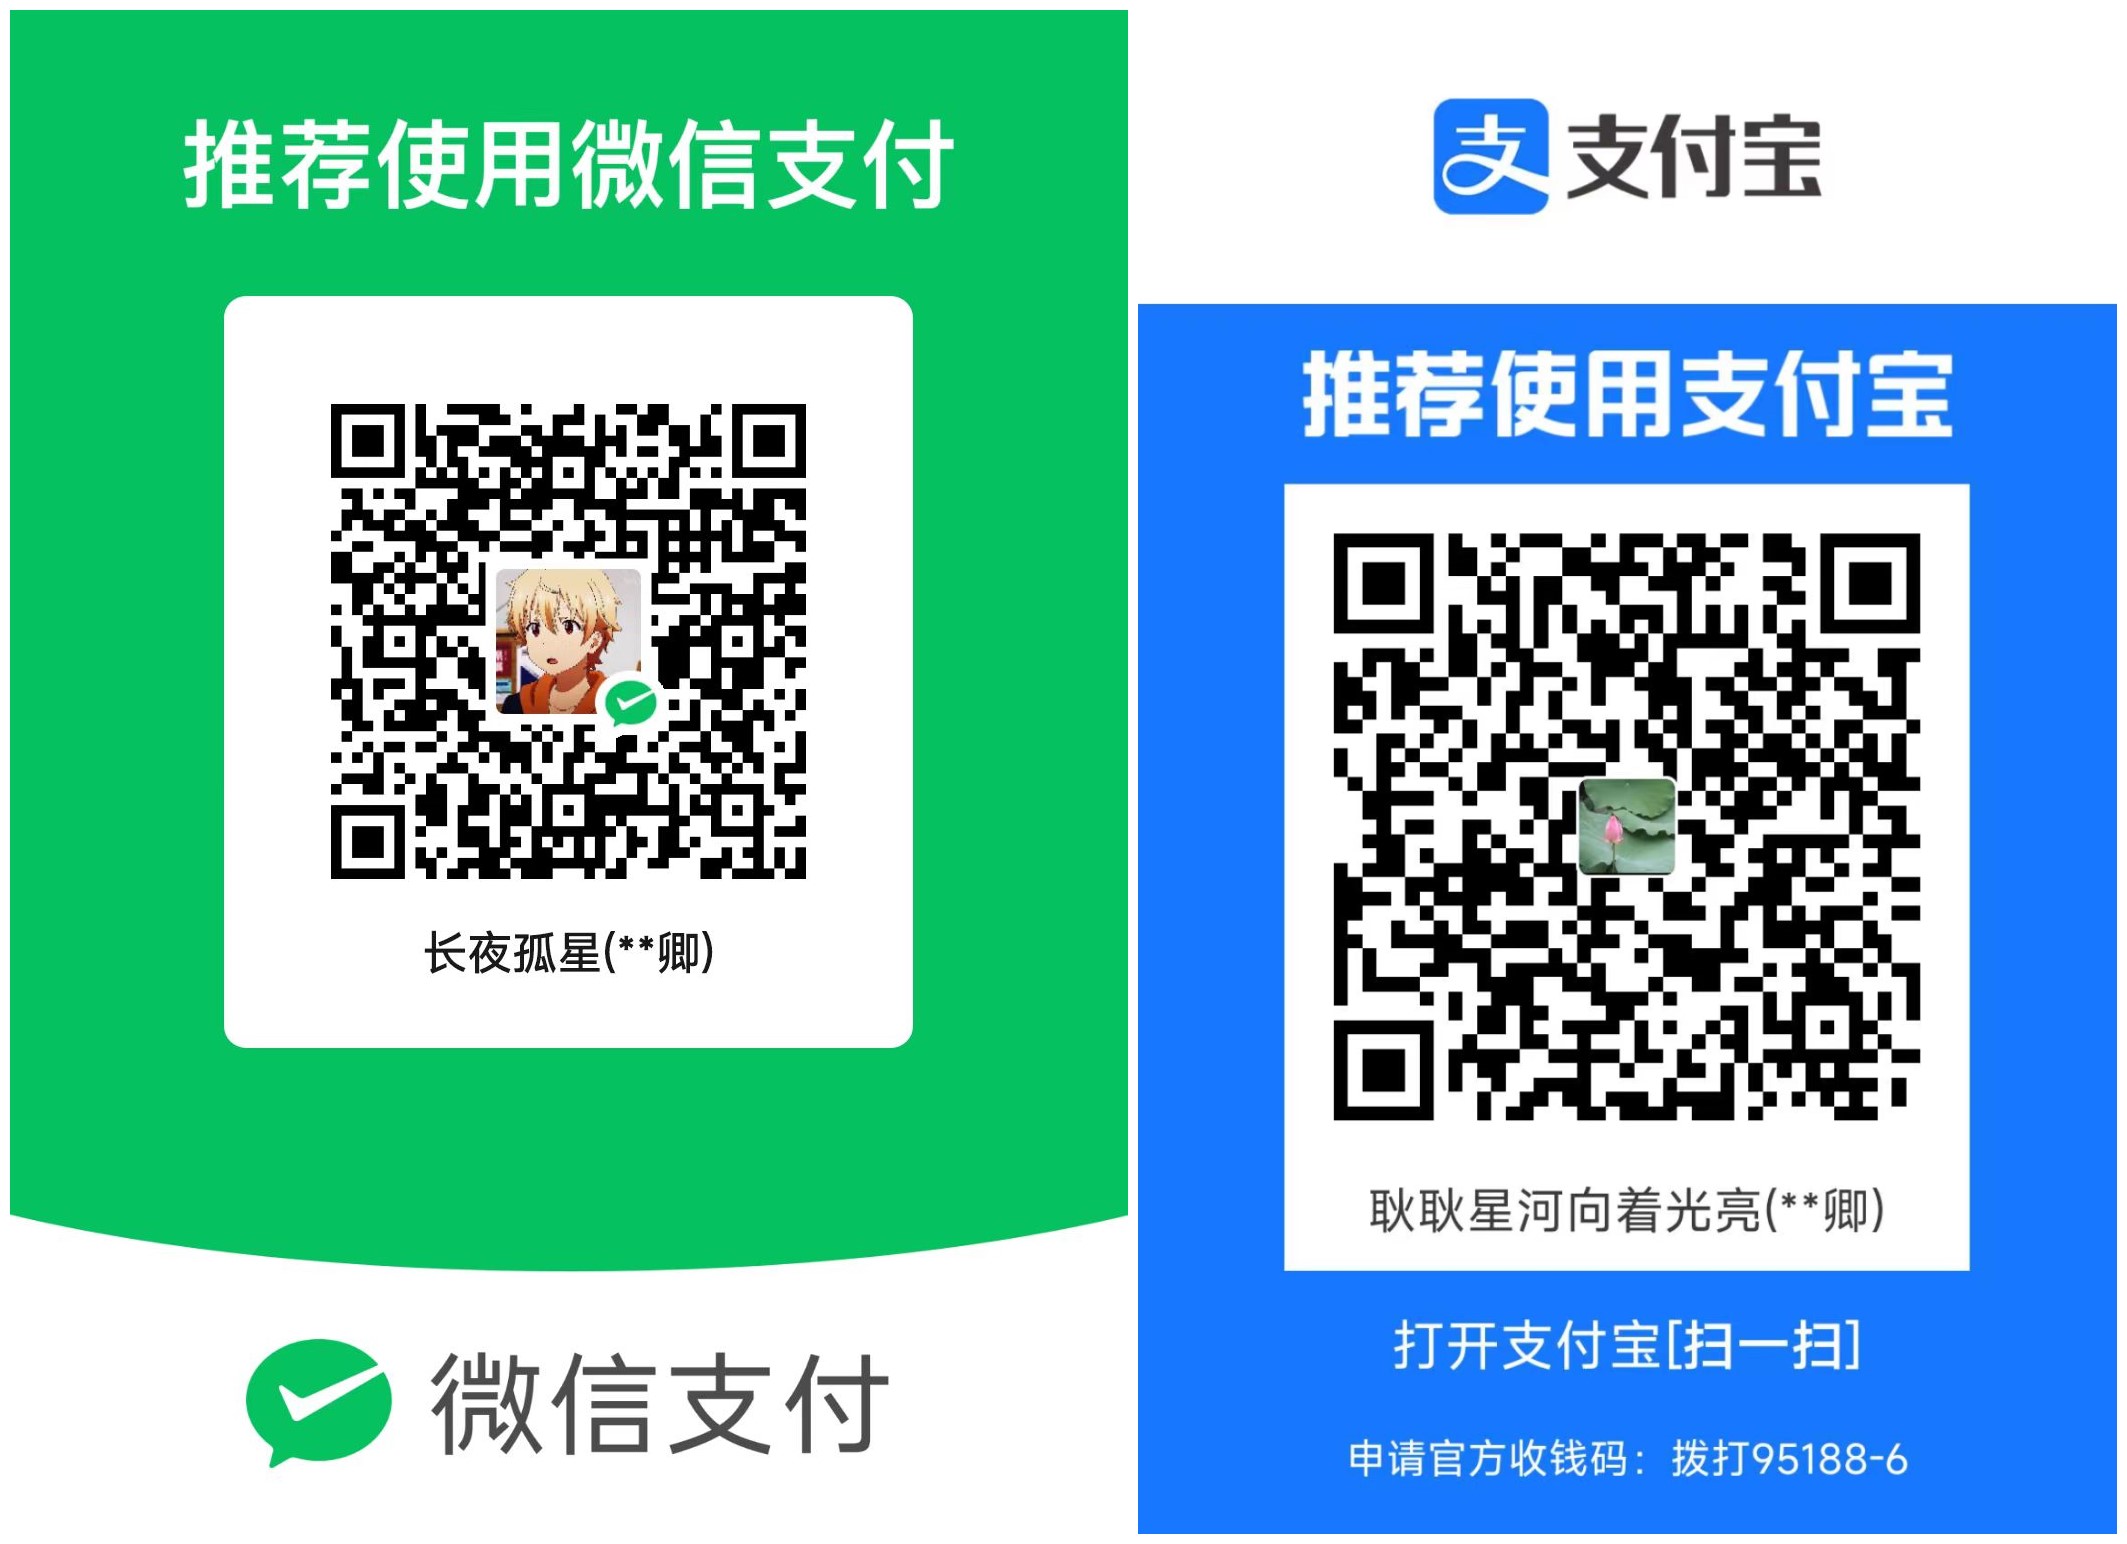 推荐使用微信支付
长夜孤星(**卿)
微信支付
支 支付宝
推荐使用支付宝
耿耿星河向着光亮(**卿)
打开支付宝[扫一扫]
申请官方收钱码：拨打95188-6